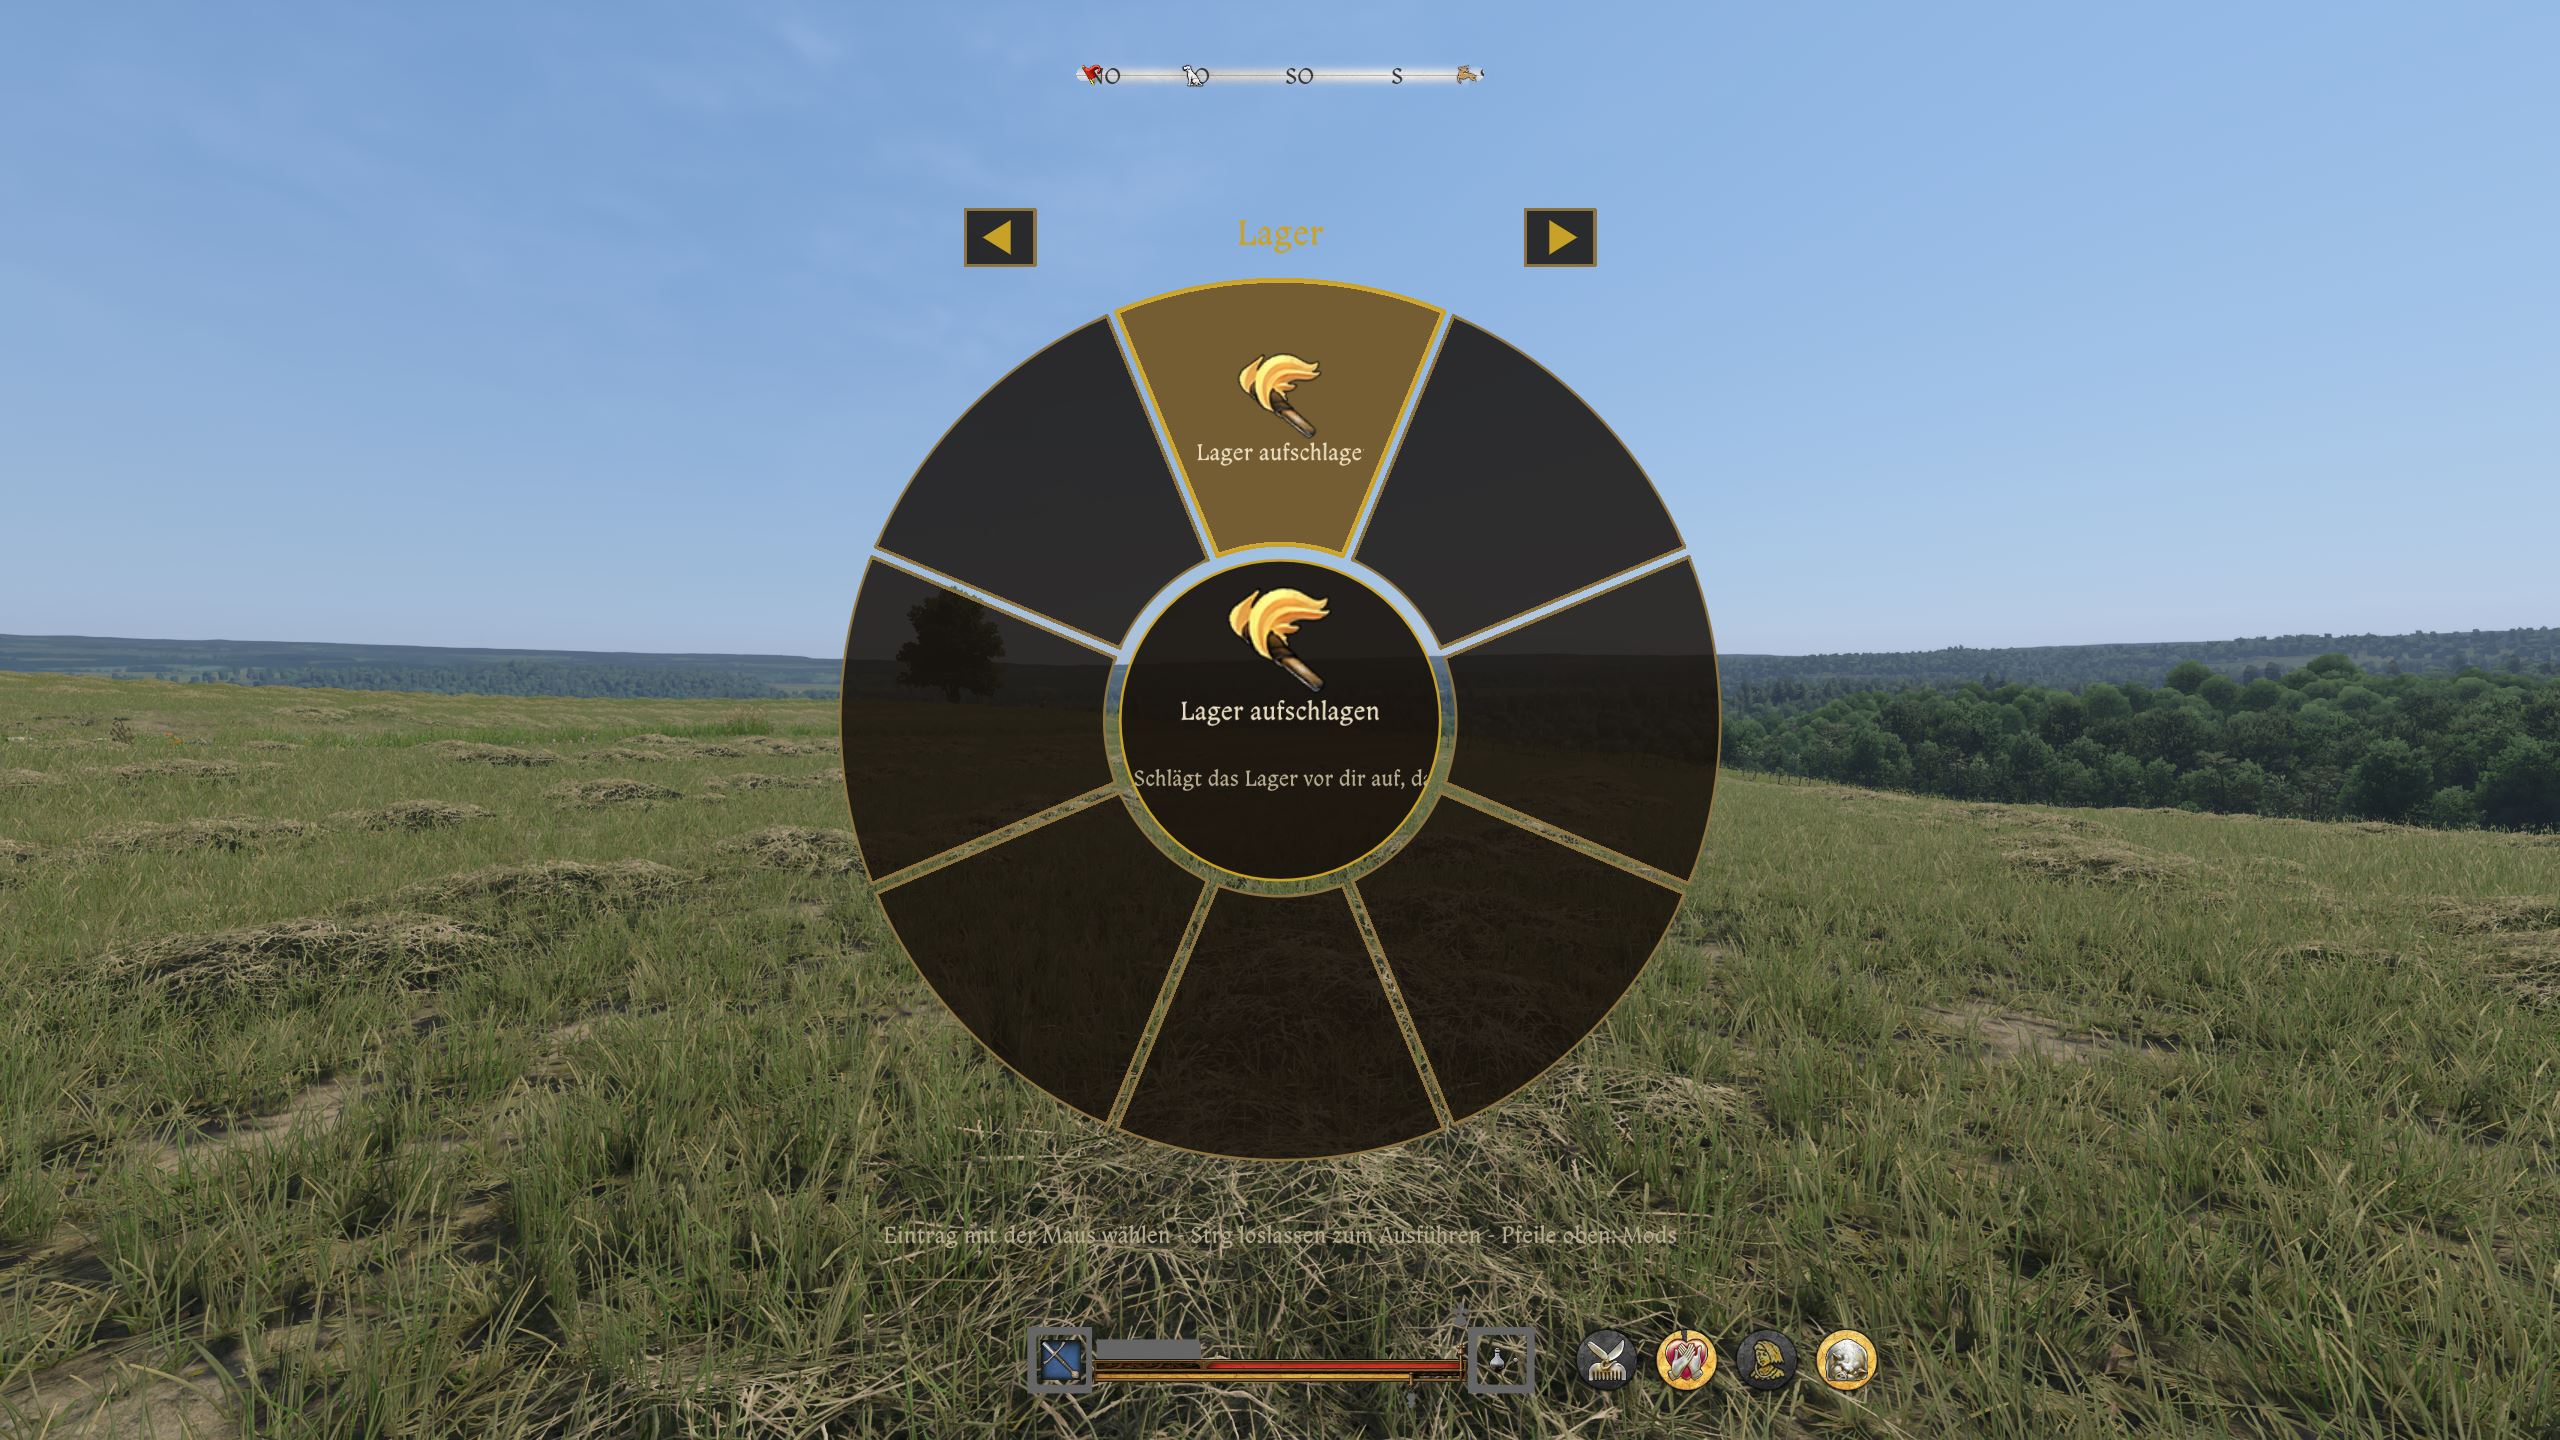 SO
S
Lager
Lager aufschlage
Lager aufschlagen
Schlägt das Lager vor dir auf, da
Eintrag mit der Maus wählen - Strg loslassen zum Ausführen - Pfeile oben: Mods